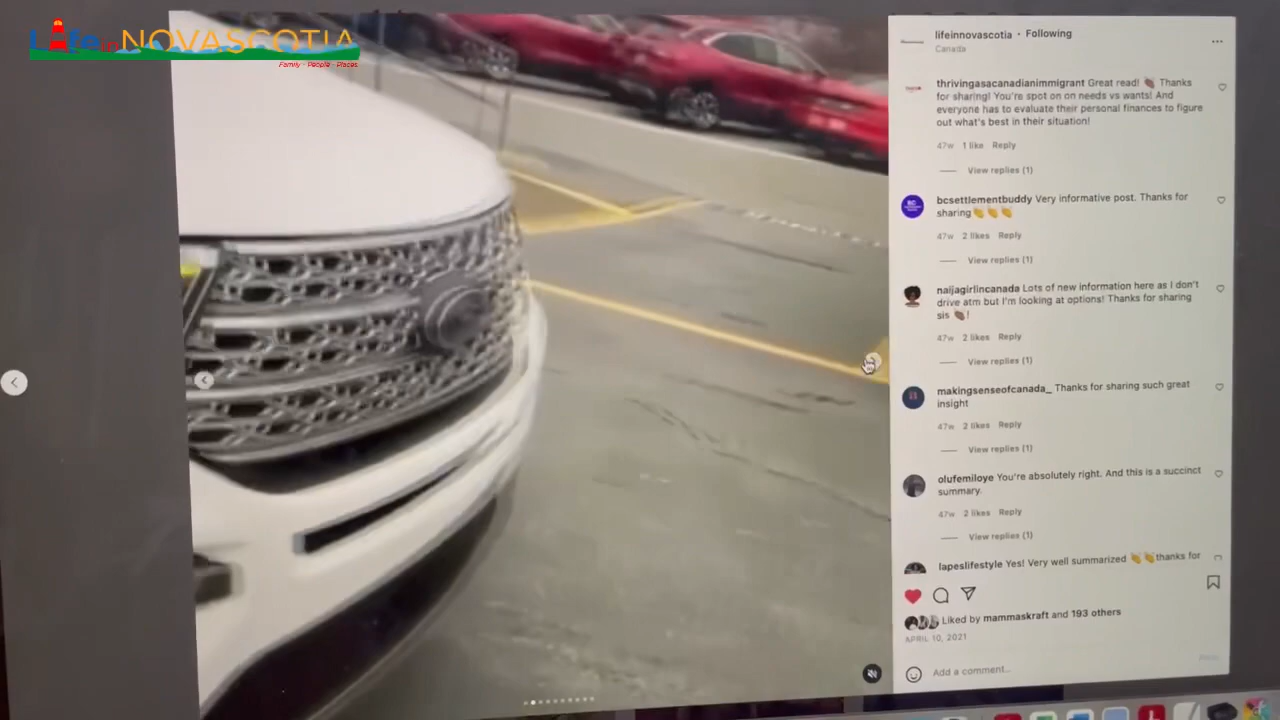 Life in NOVASCOTIA
Family - People - Places
lifeinnovascotia • Following
Canada
thrivingasacanadianimmigrant Great read! 👏🏾 Thanks
for sharing! You're spot on on needs vs wants! And
everyone has to evaluate their personal finances to figure
out what's best in their situation!
47w 1 like Reply
View replies (1)
bcsettlementbuddy Very informative post. Thanks for
sharing👏👏👏
47w 2 likes Reply
View replies (1)
naijagirlincanada Lots of new information here as I don't
drive atm but I'm looking at options! Thanks for sharing
sis 👏🏾!
47w 2 likes Reply
View replies (1)
makingsenseofcanada_ Thanks for sharing such great
insight
47w 2 likes Reply
View replies (1)
olufemiloye You're absolutely right. And this is a succinct
summary.
47w 2 likes Reply
View replies (1)
lapeslifestyle Yes! Very well summarized 👏👏thanks for
Liked by mammaskraft and 193 others
APRIL 10, 2021
Add a comment...